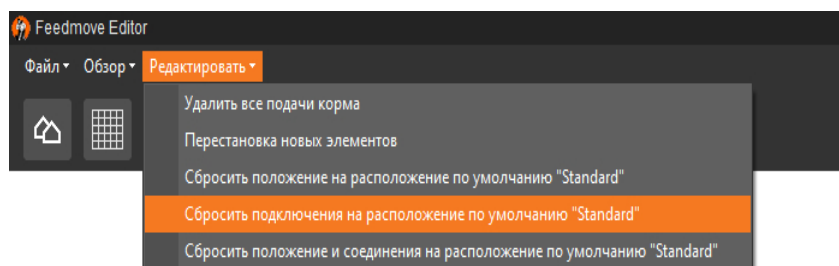 Feedmove Editor
Файл Обзор Редактировать
Удалить все подачи корма
Перестановка новых элементов
Сбросить положение на расположение по умолчанию "Standard"
Сбросить подключения на расположение по умолчанию "Standard"
Сбросить положение и соединения на расположение по умолчанию "Standard"